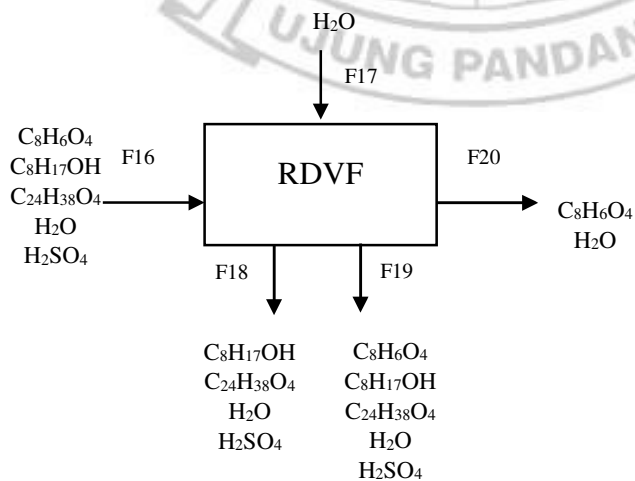 H₂O
UJUNG PANDAN
F17
C₈H₆O₄
C₈H₁₇OH
C₂₄H₃₈O₄
H₂O
H₂SO₄
F16
RDVF
F20
C₈H₆O₄
H₂O
F18
F19
C₈H₁₇OH
C₂₄H₃₈O₄
H₂O
H₂SO₄
C₈H₆O₄
C₈H₁₇OH
C₂₄H₃₈O₄
H₂O
H₂SO₄